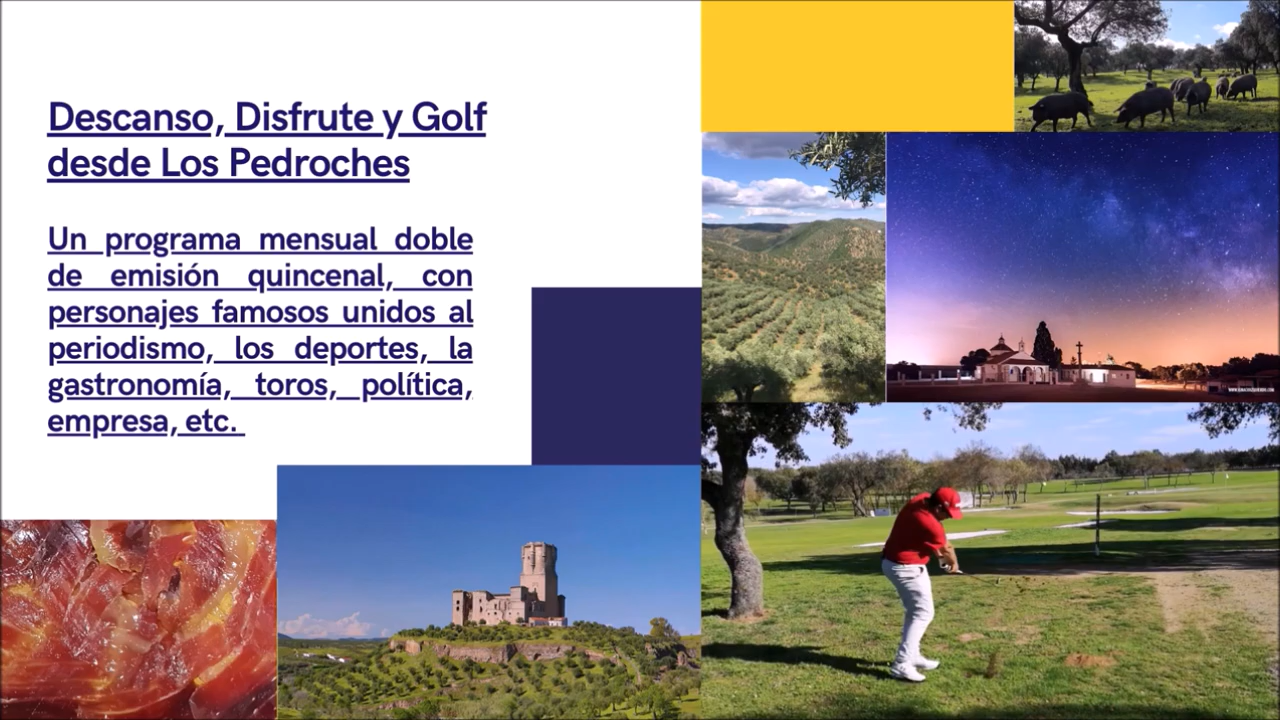 Descanso, Disfrute y Golf
desde Los Pedroches
Un programa mensual doble
de emisión quincenal, con
personajes famosos unidos al
periodismo, los deportes, la
gastronomía, toros, política,
empresa, etc.